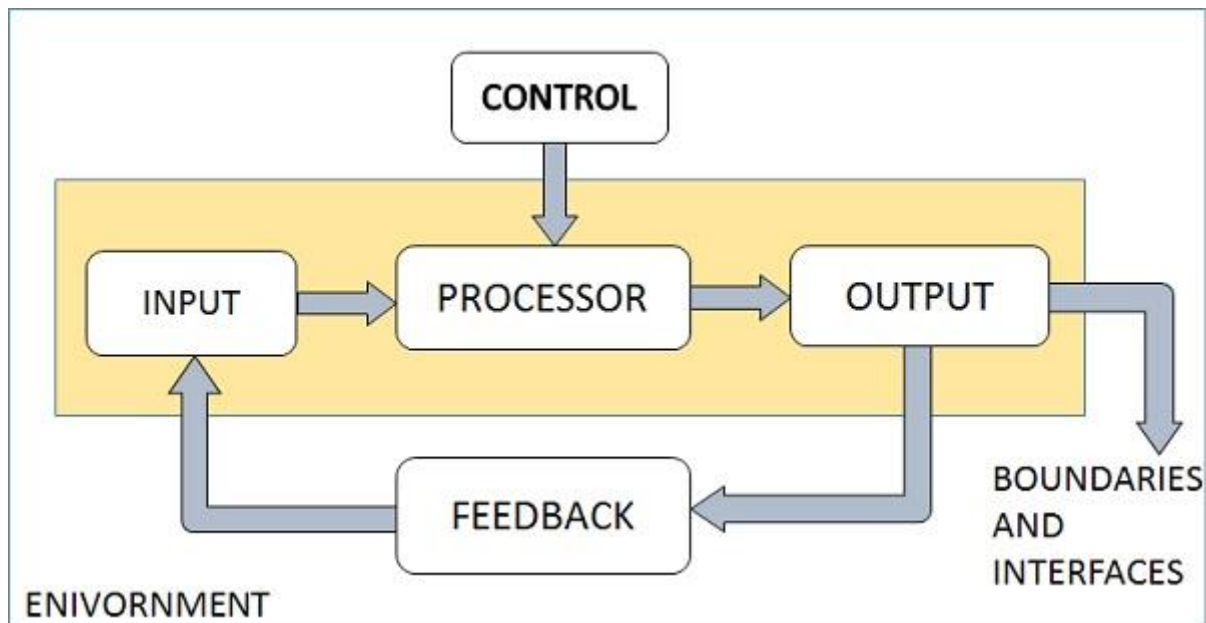 CONTROL
INPUT
PROCESSOR
OUTPUT
FEEDBACK
BOUNDARIES
AND
INTERFACES
ENIVORNMENT